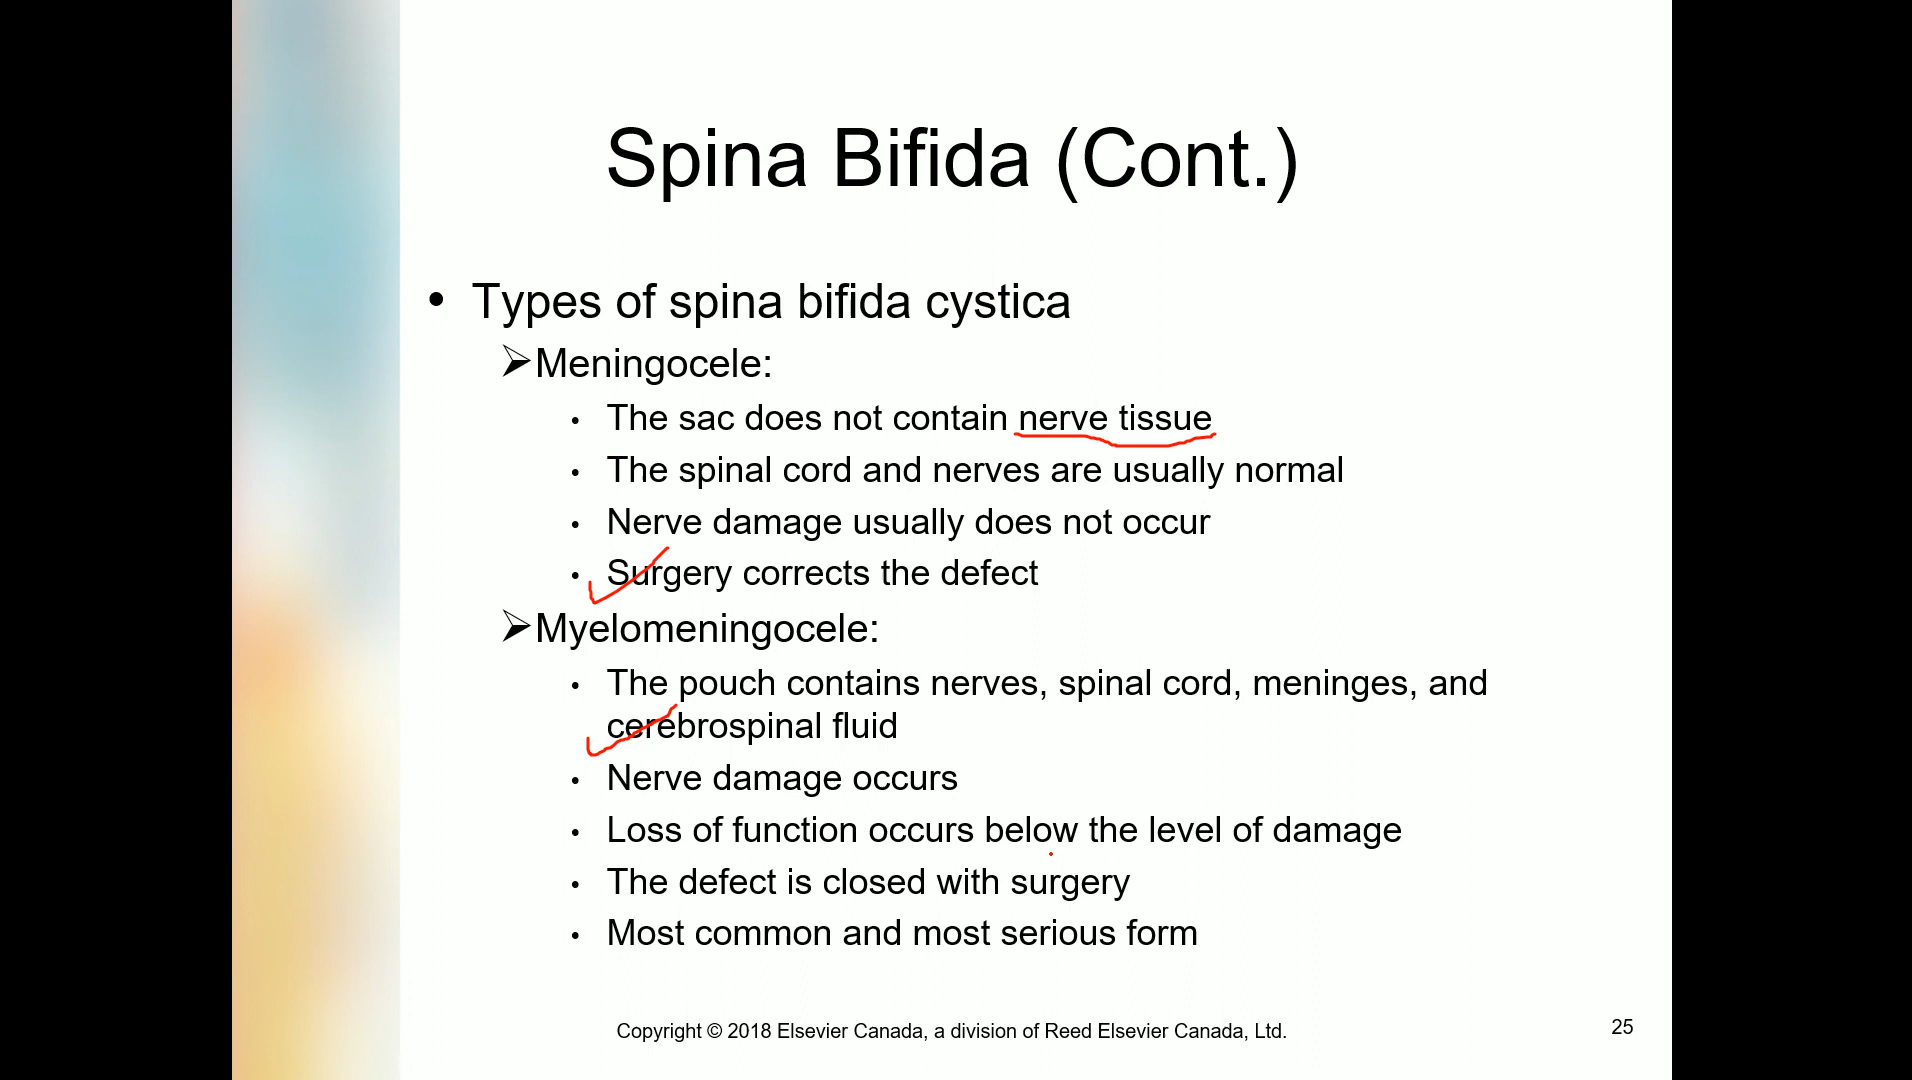 Spina Bifida (Cont.)
• Types of spina bifida cystica
➢Meningocele:
• The sac does not contain nerve tissue
• The spinal cord and nerves are usually normal
• Nerve damage usually does not occur
• Surgery corrects the defect
➢Myelomeningocele:
• The pouch contains nerves, spinal cord, meninges, and
cerebrospinal fluid
• Nerve damage occurs
• Loss of function occurs below the level of damage
• The defect is closed with surgery
• Most common and most serious form
Copyright © 2018 Elsevier Canada, a division of Reed Elsevier Canada, Ltd.
25